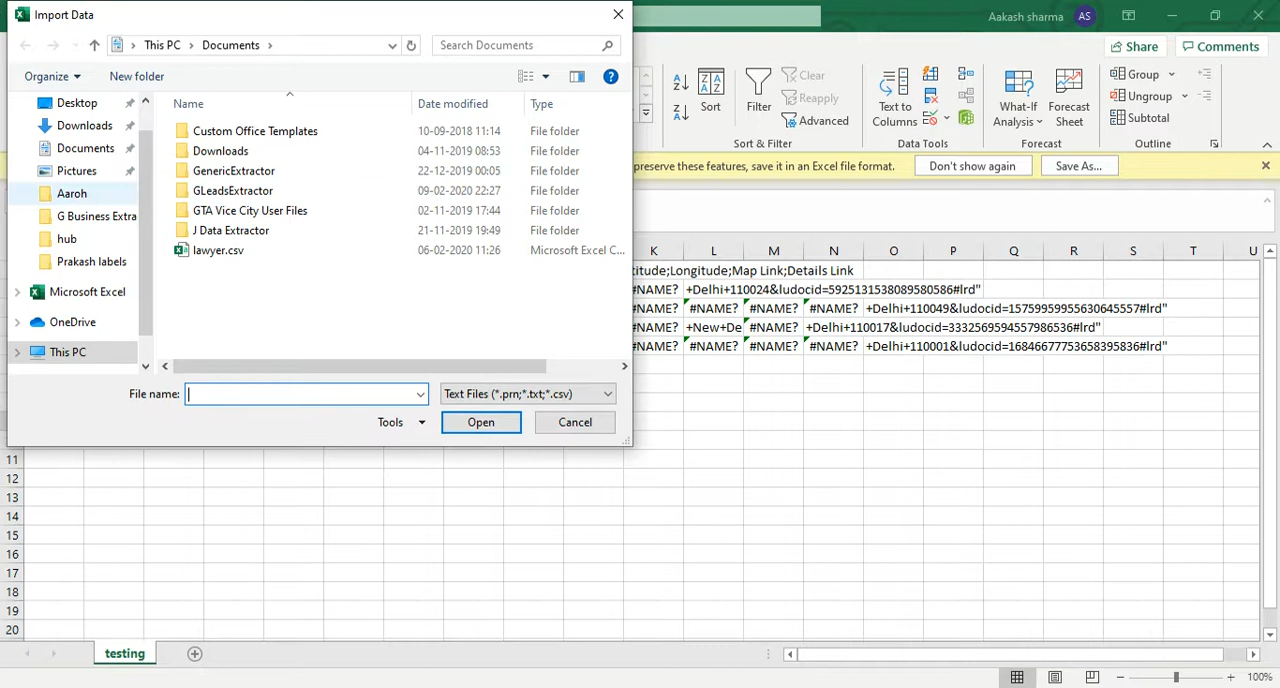 Import Data
Aakash sharma AS
This PC > Documents >
Search Documents
Share
Comments
Organize
New folder
Desktop
Downloads
Documents
Pictures
Aaroh
G Business Extra
hub
Prakash labels
Microsoft Excel
OneDrive
This PC
Name Date modified Type
Custom Office Templates 10-09-2018 11:14 File folder
Downloads 04-11-2019 08:53 File folder
GenericExtractor 22-12-2019 00:05 File folder
GLeadsExtractor 09-02-2020 22:27 File folder
GTA Vice City User Files 02-11-2019 17:44 File folder
J Data Extractor 21-11-2019 19:49 File folder
lawyer.csv 06-02-2020 11:26 Microsoft Excel C...
File name:
Text Files (*.prn;*.txt;*.csv)
Tools
Open
Cancel
Sort
Filter
Clear
Reapply
Advanced
Sort & Filter
Text to Columns
Data Tools
What-If Analysis
Forecast Sheet
Forecast
Group
Ungroup
Subtotal
Outline
preserve these features, save it in an Excel file format.
Don't show again
Save As...
K L M N O P Q R S T U
titude;Longitude;Map Link;Details Link
#NAME? +Delhi+110024&ludocid=5925131538089580586#lrd"
#NAME? #NAME? #NAME? #NAME? +Delhi+110049&ludocid=15759959955630645557#lrd"
#NAME? +New+De #NAME? +Delhi+110017&ludocid=3332569594557986536#lrd"
#NAME? #NAME? #NAME? #NAME? +Delhi+110001&ludocid=16846677753658395836#lrd"
11
12
13
14
15
16
17
18
19
20
testing
100%